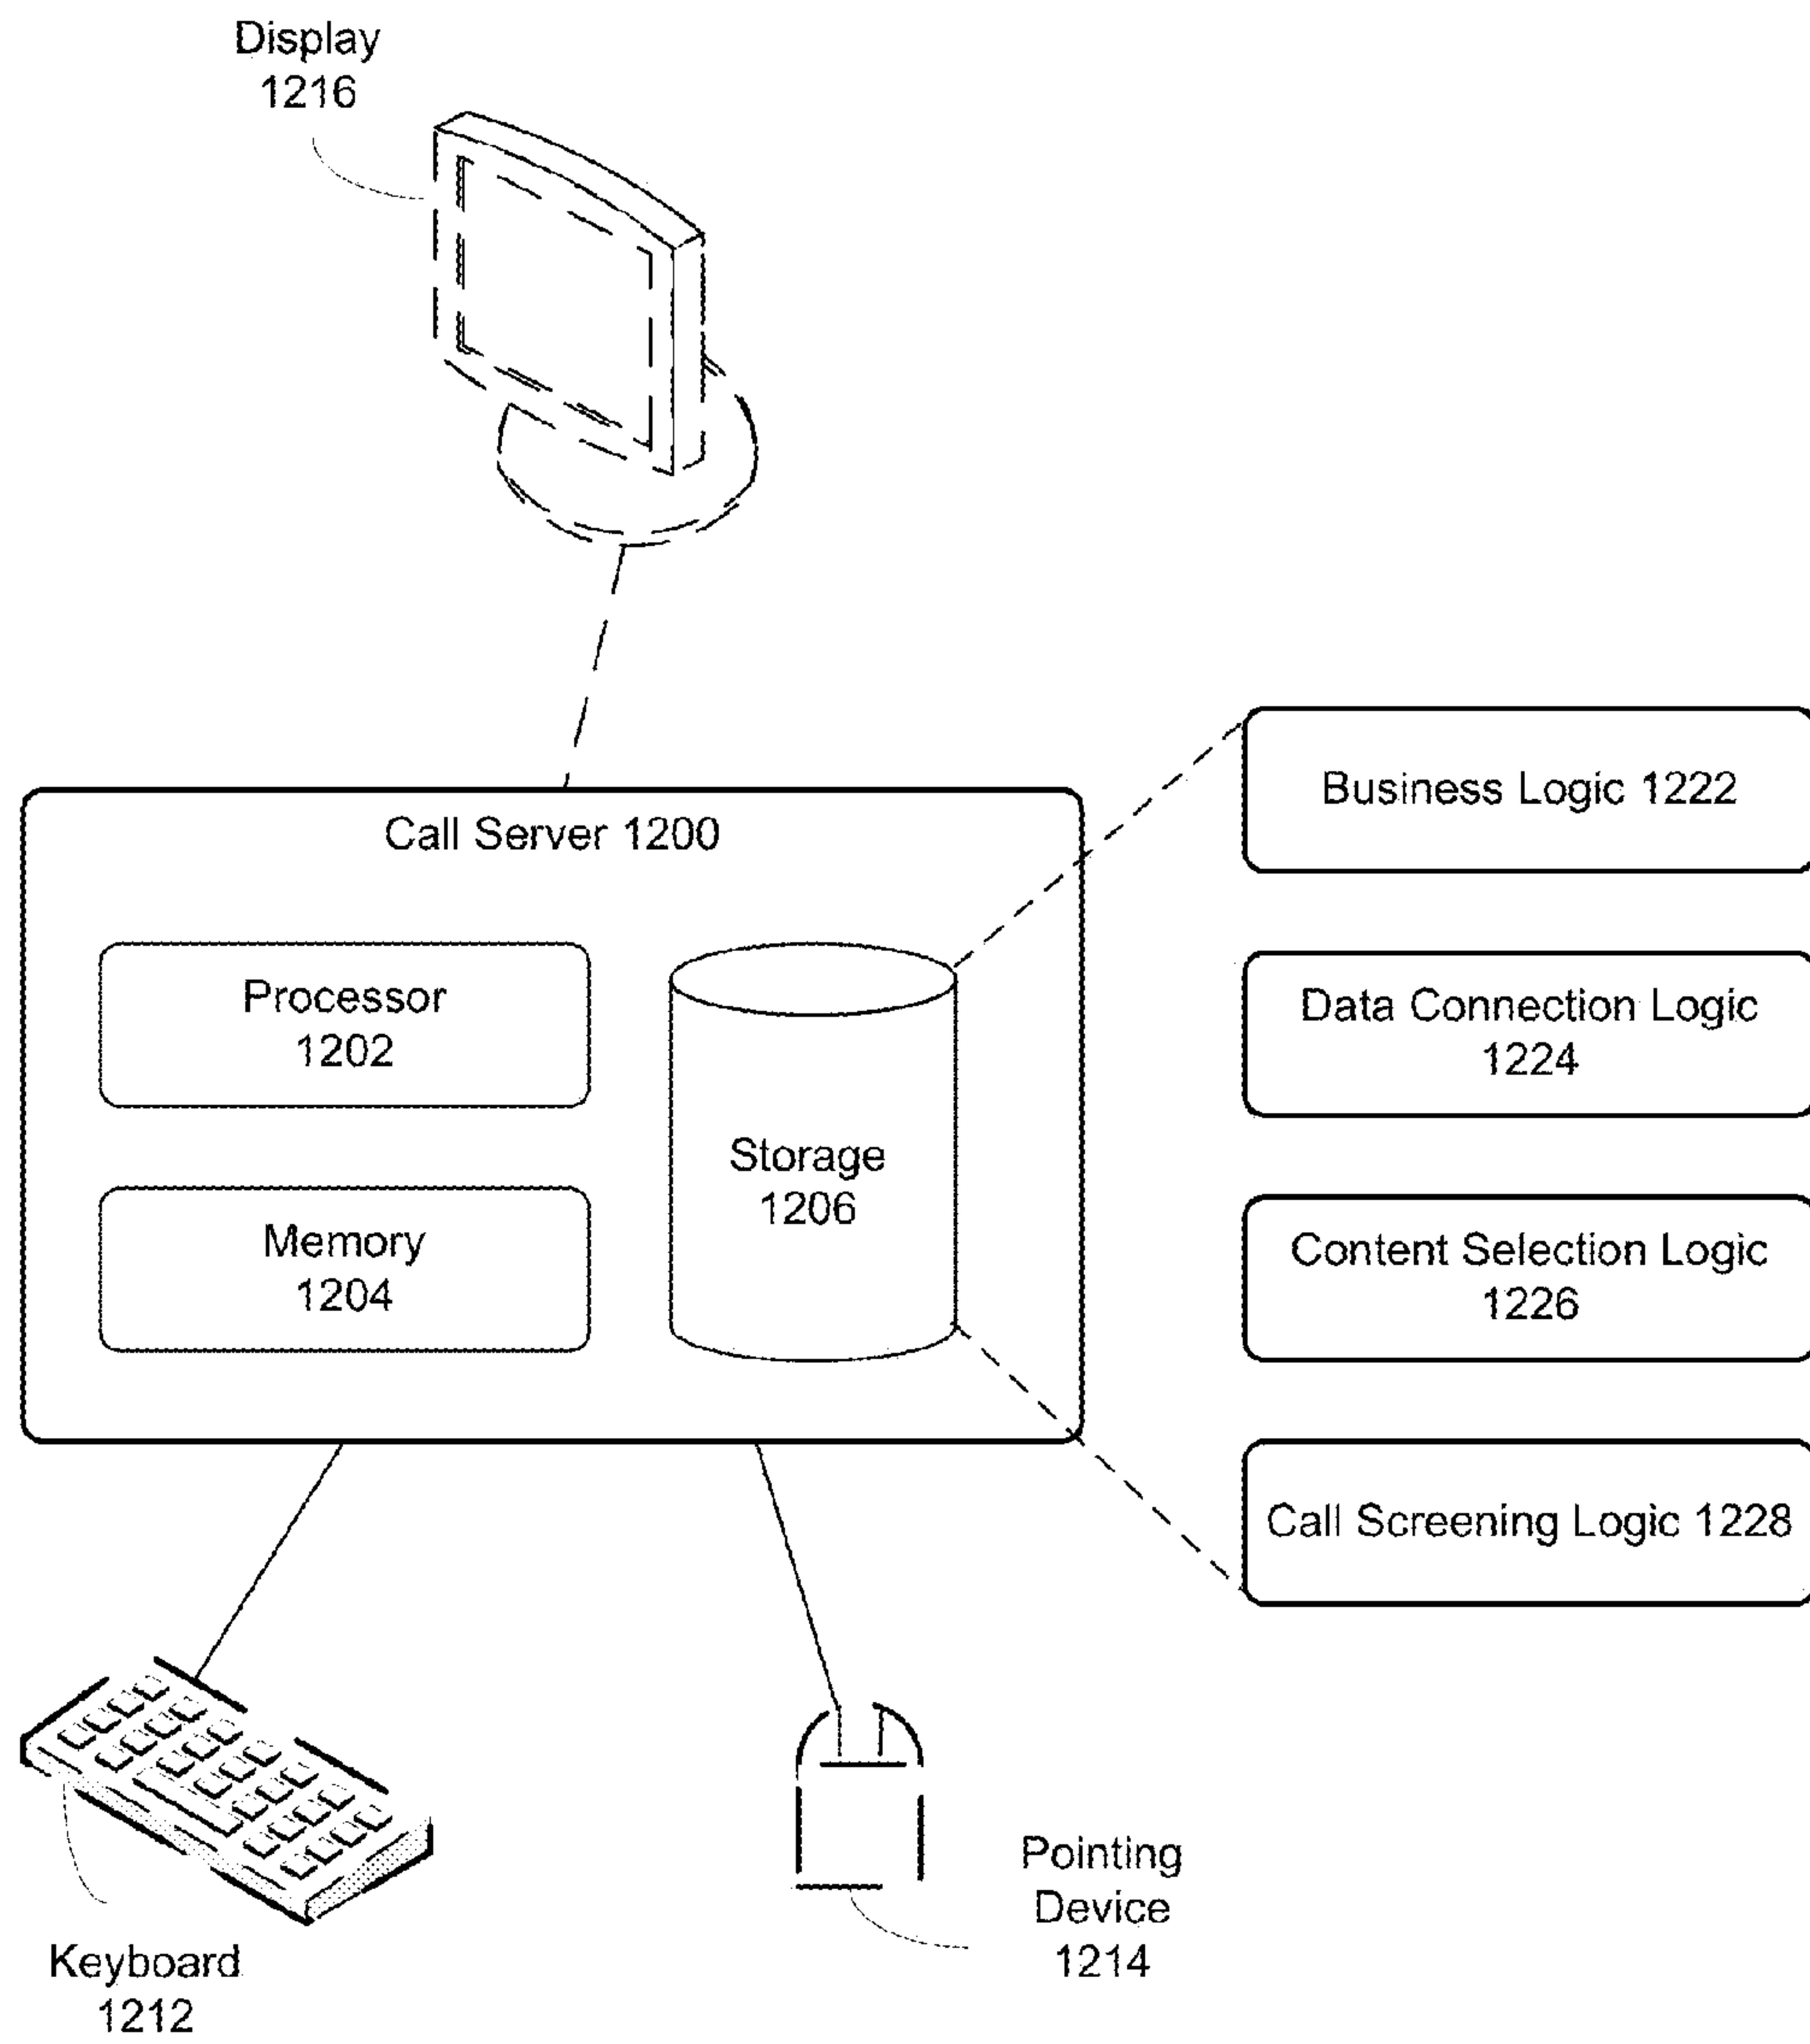 Display
1216
Call Server 1200
Processor
1202
Memory
1204
Storage
1206
Business Logic 1222
Data Connection Logic
1224
Content Selection Logic
1226
Call Screening Logic 1228
Keyboard
1212
Pointing
Device
1214